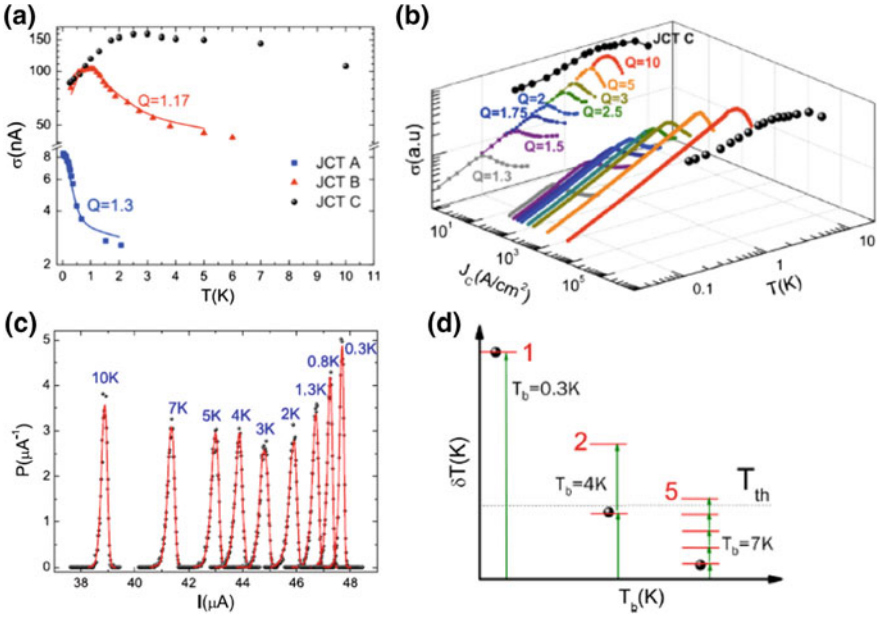 (a)
150
100
50
8
6
4
2
σ(nA)
Q=1.17
Q=1.3
JCT A
JCT B
JCT C
0 1 2 3 4 5 6 7 8 9 10 11
T(K)
(b)
JCT C
Q=10
Q=5
Q=3
Q=2.5
Q=2
Q=1.75
Q=1.5
Q=1.3
σ(a.u)
10¹
10³
10⁵
J_C(A/cm²)
0.1
1
10
T(K)
(c)
5
4
3
2
1
0
P(μA⁻¹)
10K
7K
5K
4K
3K
2K
1.3K
0.8K
0.3K
38 40 42 44 46 48
I(μA)
(d)
δT(K)
1
T_b=0.3K
2
T_b=4K
5
T_th
T_b=7K
T_b(K)